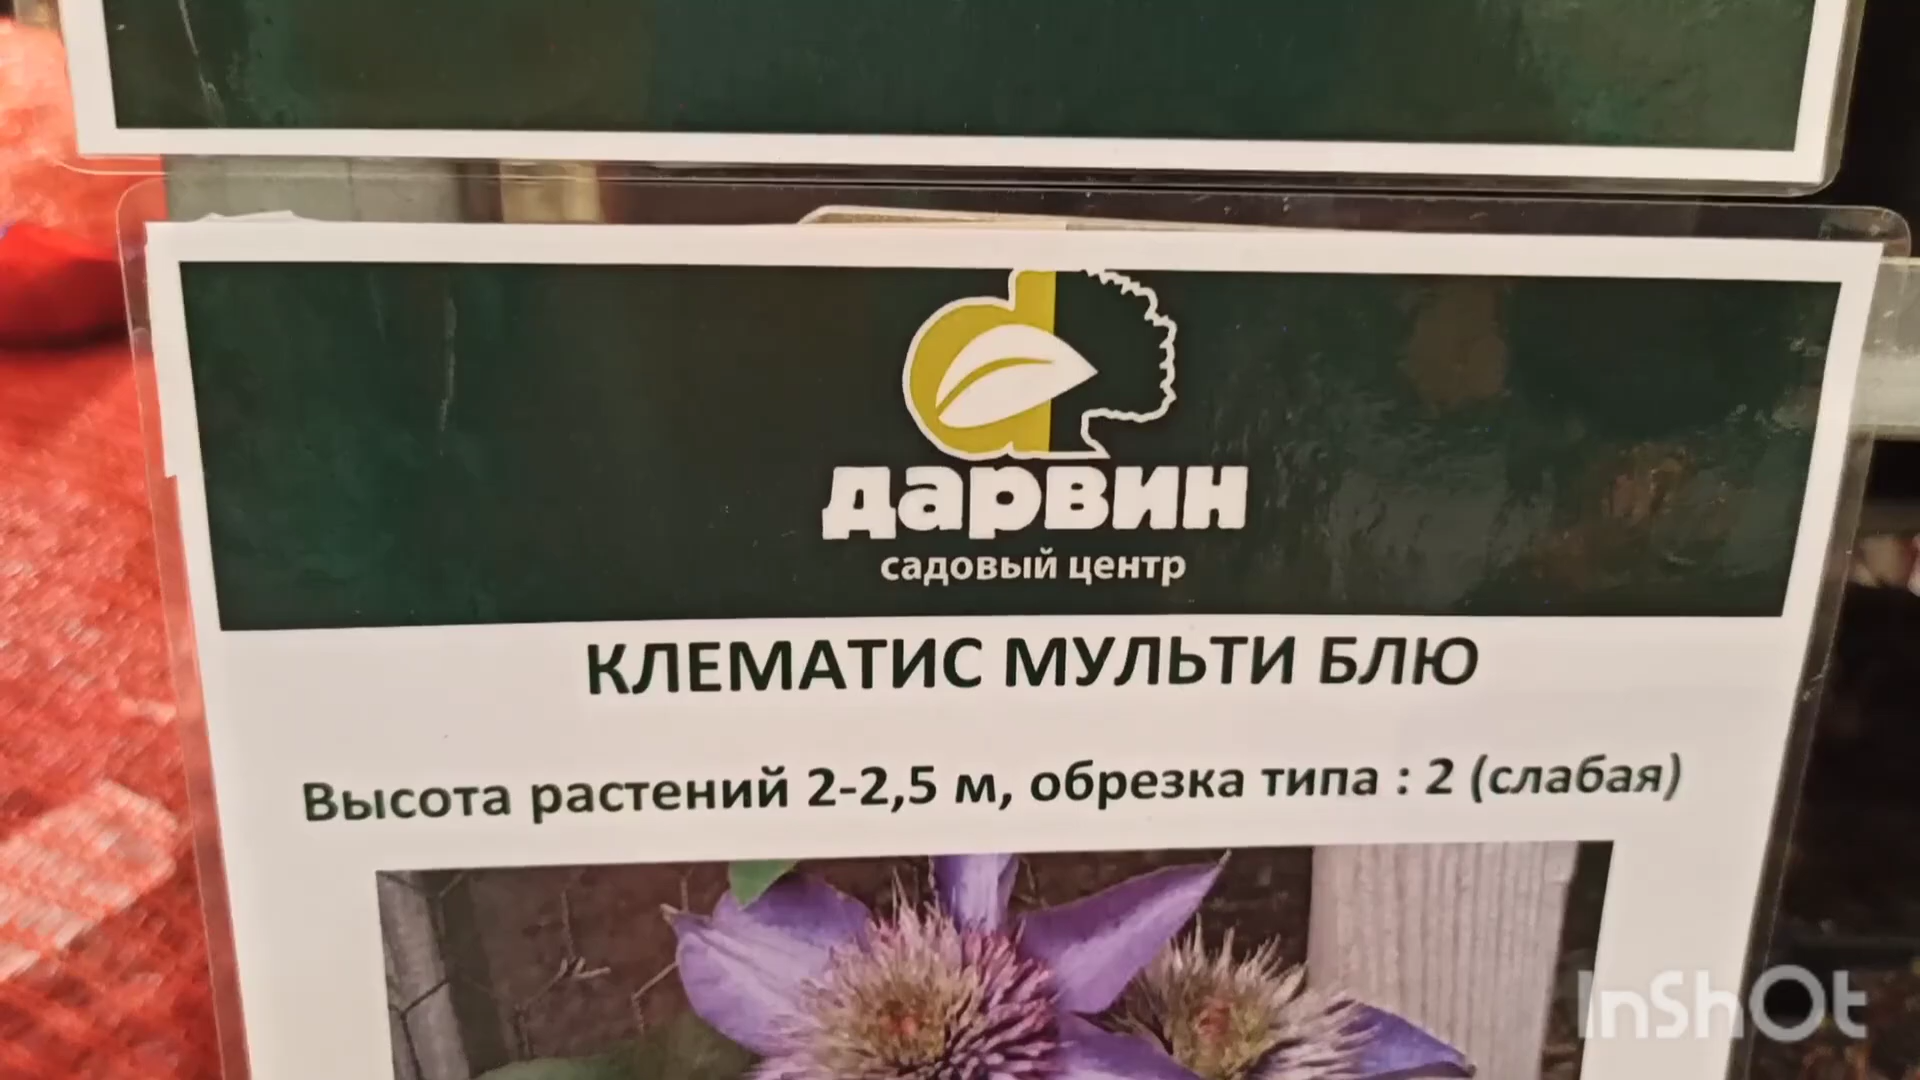 дарвин
садовый центр
КЛЕМАТИС МУЛЬТИ БЛЮ
Высота растений 2-2,5 м, обрезка типа : 2 (слабая)
InShOt